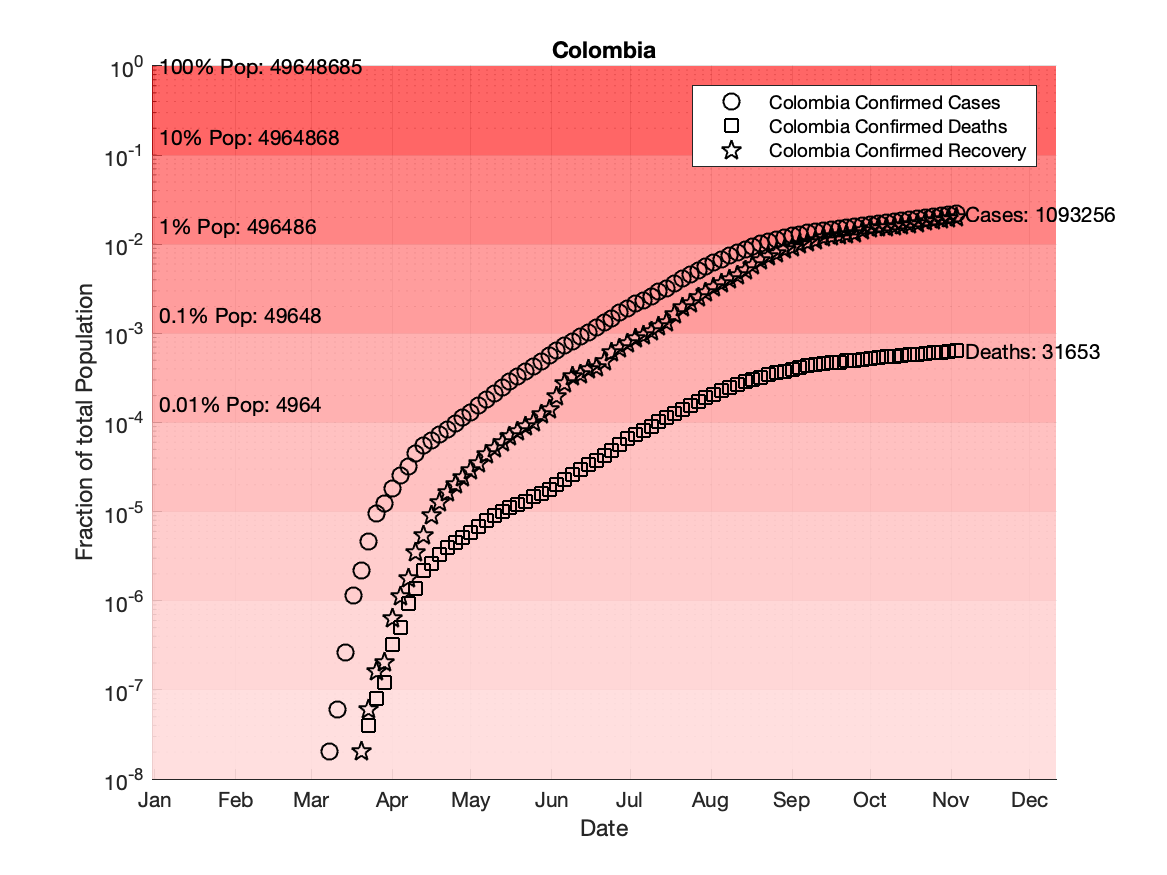 Colombia
10^0
100% Pop: 49648685
Colombia Confirmed Cases
Colombia Confirmed Deaths
Colombia Confirmed Recovery
10% Pop: 4964868
10^-1
Cases: 1093256
1% Pop: 496486
10^-2
0.1% Pop: 49648
10^-3
Deaths: 31653
0.01% Pop: 4964
10^-4
10^-5
10^-6
10^-7
10^-8
Fraction of total Population
Jan Feb Mar Apr May Jun Jul Aug Sep Oct Nov Dec
Date